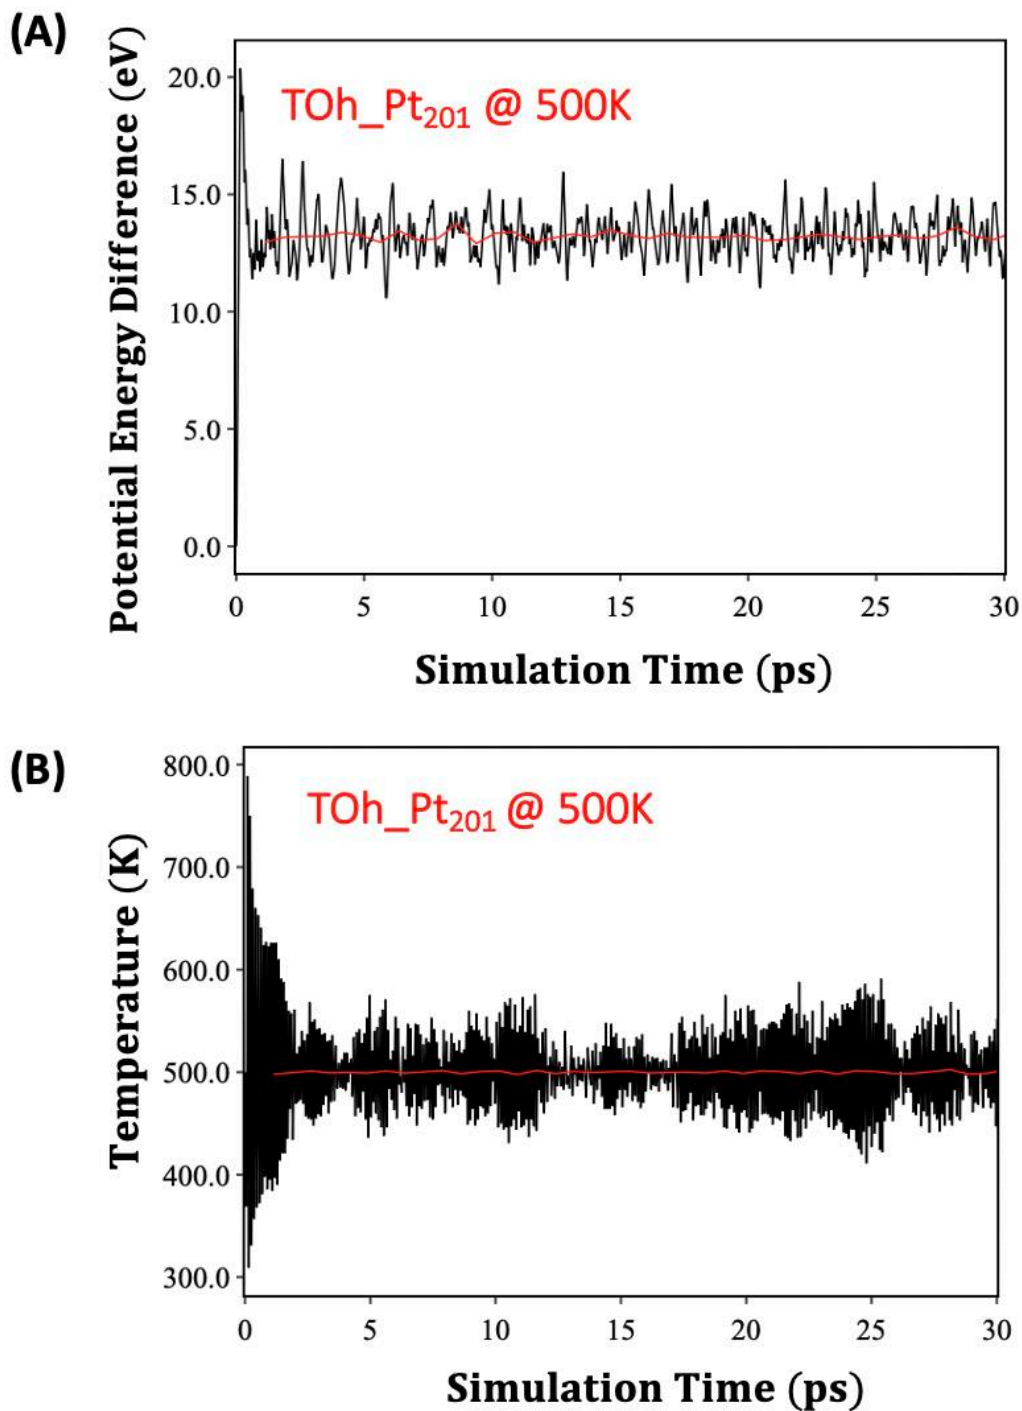 (A)
Potential Energy Difference (eV)
20.0
15.0
10.0
5.0
0.0
TOh_Pt₂₀₁ @ 500K
0 5 10 15 20 25 30
Simulation Time (ps)
(B)
Temperature (K)
800.0
700.0
600.0
500.0
400.0
300.0
TOh_Pt₂₀₁ @ 500K
0 5 10 15 20 25 30
Simulation Time (ps)